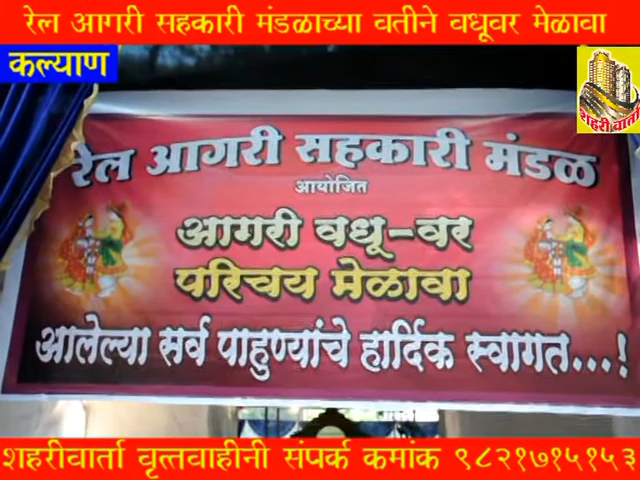 रेल आगरी सहकारी मंडळाच्या वतीने वधूवर मेळावा
कल्याण
शहरी वार्ता
रेल आगरी सहकारी मंडळ
आयोजित
आगरी वधू-वर
परिचय मेळावा
आलेल्या सर्व पाहुण्यांचे हार्दिक स्वागत...!
शहरीवार्ता वृत्तवाहीनी संपर्क कमांक ९८२१७१५१५३